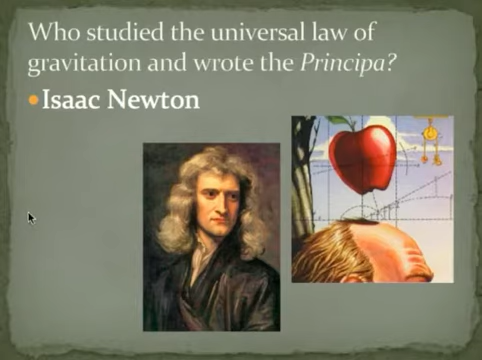 Who studied the universal law of
gravitation and wrote the Principa?
Isaac Newton